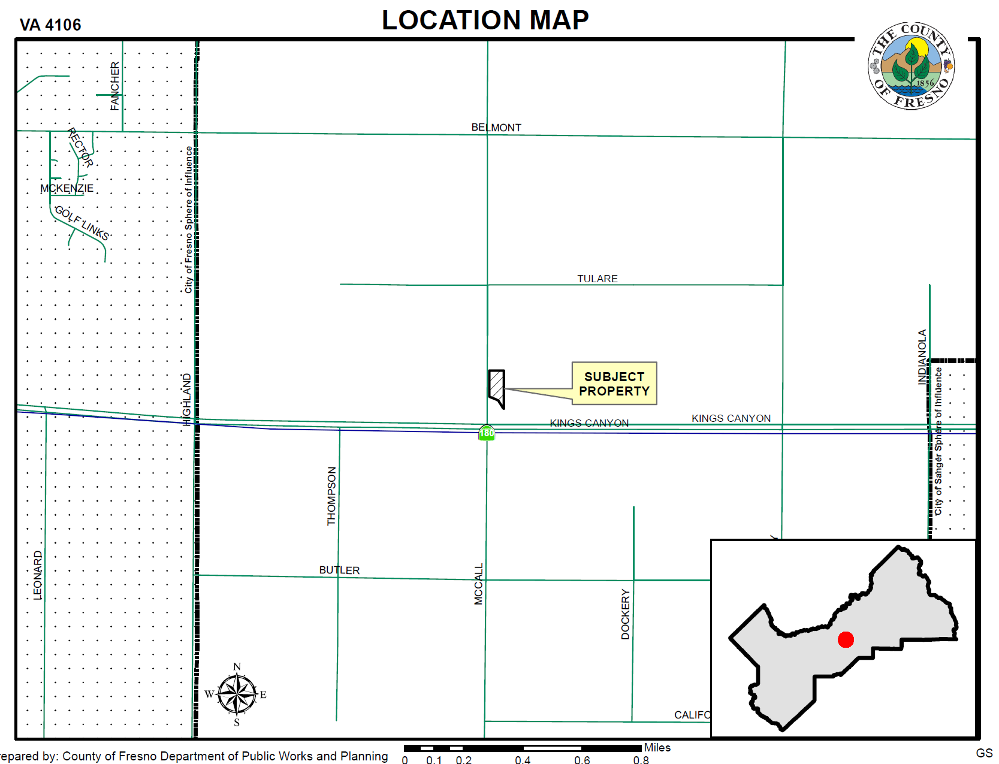 LOCATION MAP
VA 4106
THE COUNTY
OF FRESNO
1856
FANCHER
BELMONT
RECTOR
MCKENZIE
GOLF LINKS
City of Fresno Sphere of Influence
TULARE
INDIANOLA
SUBJECT
PROPERTY
HIGHLAND
City of Sanger Sphere of Influence
KINGS CANYON
KINGS CANYON
180
THOMPSON
LEONARD
BUTLER
MCCALL
DOCKERY
N
W
E
S
CALIFO
repared by: County of Fresno Department of Public Works and Planning
Miles
0 0.1 0.2 0.4 0.6 0.8
GS